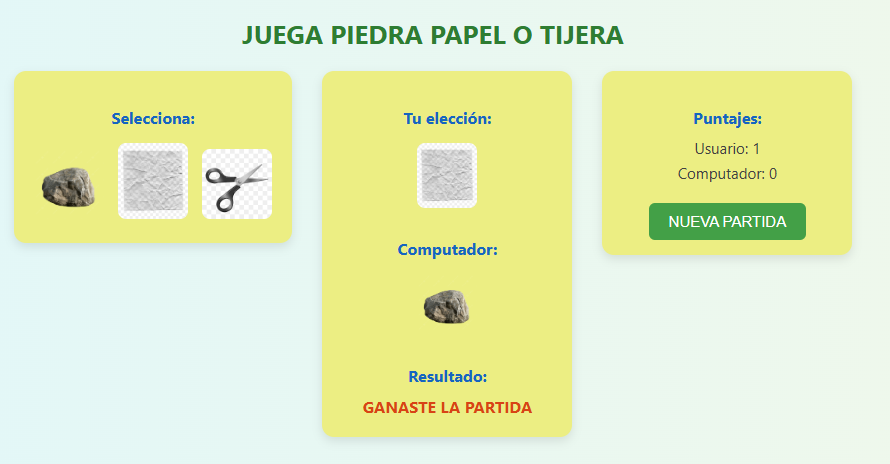 JUEGA PIEDRA PAPEL O TIJERA
Selecciona:
Tu elección:
Computador:
Resultado:
GANASTE LA PARTIDA
Puntajes:
Usuario: 1
Computador: 0
NUEVA PARTIDA